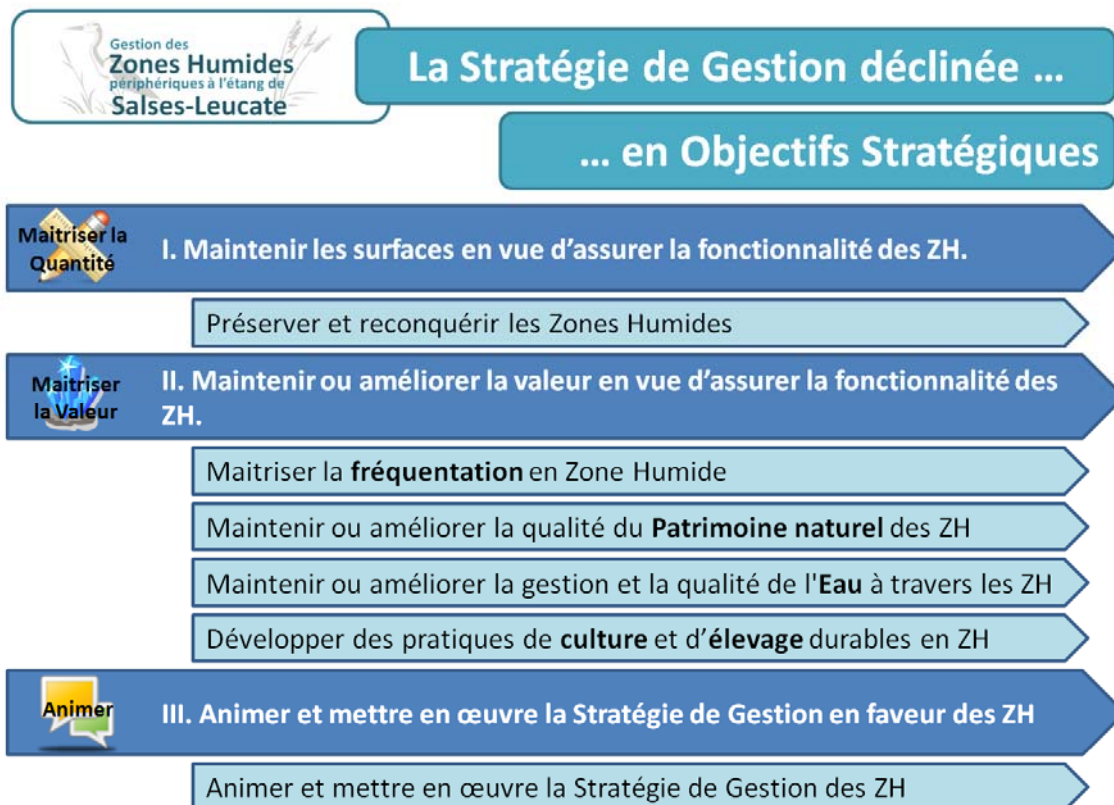 Gestion des
Zones Humides
périphériques à l'étang de
Salses-Leucate
La Stratégie de Gestion déclinée ...
... en Objectifs Stratégiques
Maitriser la
Quantité
I. Maintenir les surfaces en vue d'assurer la fonctionnalité des ZH.
Préserver et reconquérir les Zones Humides
Maitriser
la Valeur
II. Maintenir ou améliorer la valeur en vue d'assurer la fonctionnalité des
ZH.
Maitriser la fréquentation en Zone Humide
Maintenir ou améliorer la qualité du Patrimoine naturel des ZH
Maintenir ou améliorer la gestion et la qualité de l'Eau à travers les ZH
Développer des pratiques de culture et d'élevage durables en ZH
Animer
III. Animer et mettre en œuvre la Stratégie de Gestion en faveur des ZH
Animer et mettre en œuvre la Stratégie de Gestion des ZH